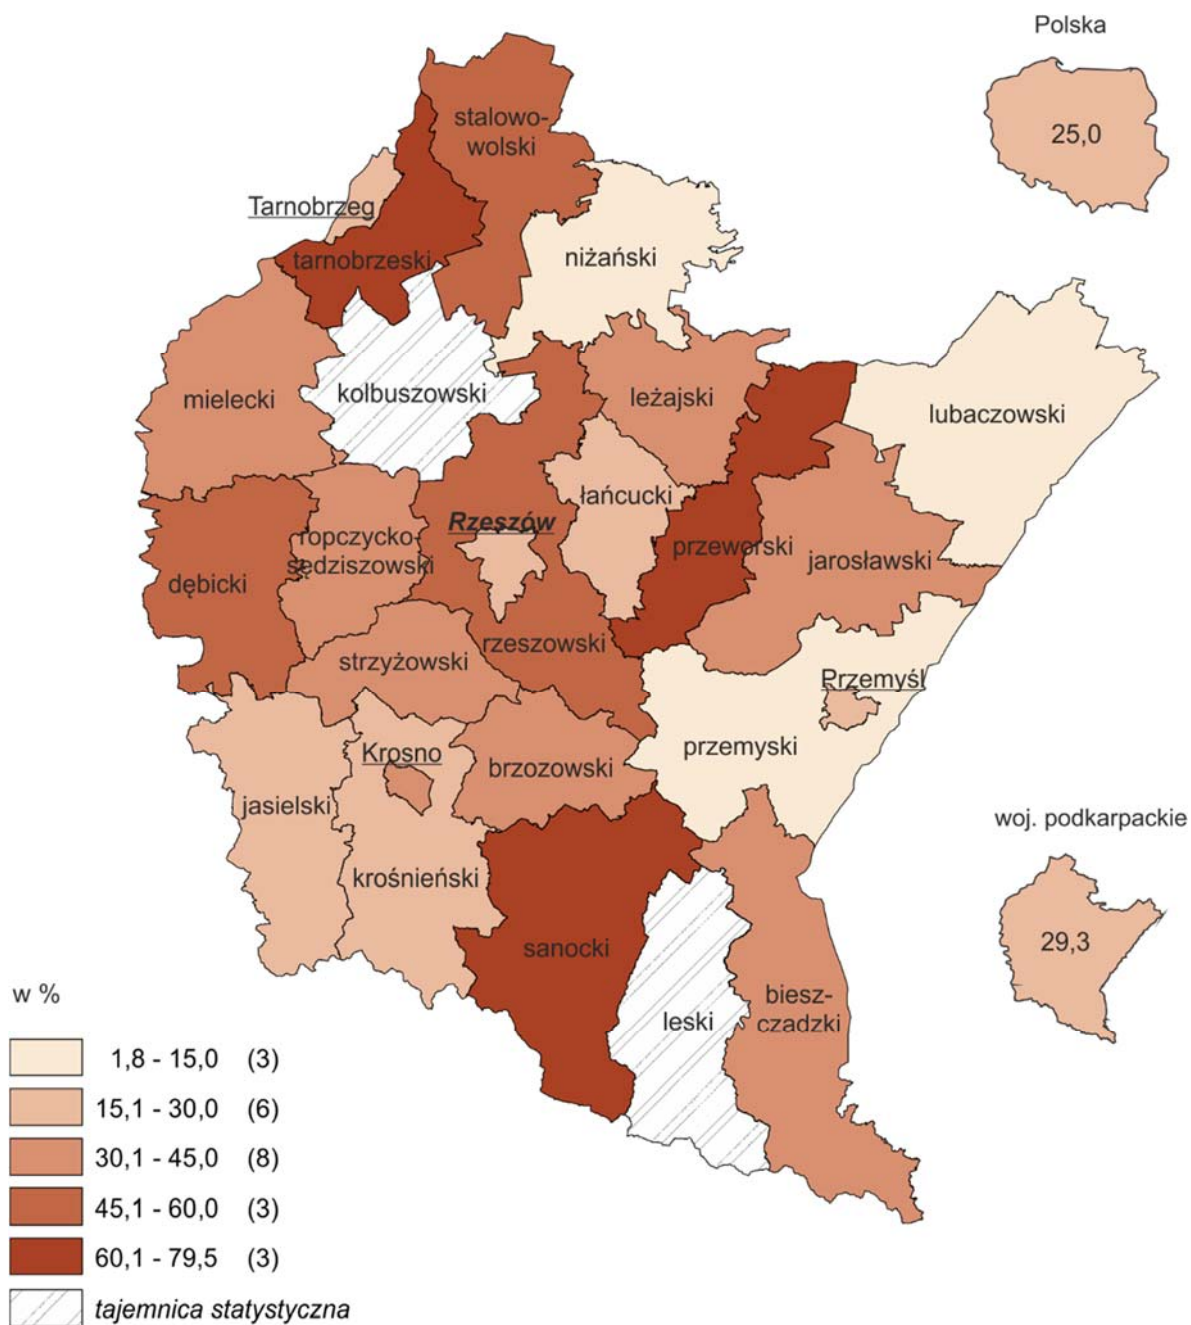 Polska
25,0
stalowo-
wolski
Tarnobrzeg
tarnobrzeski
niżański
mielecki
kolbuszowski
leżajski
lubaczowski
łańcucki
Rzeszów
ropczycko-
sędziszowski
przeworski
jarosławski
dębicki
rzeszowski
strzyżowski
Przemyśl
przemyski
Krosno
brzozowski
jasielski
woj. podkarpackie
29,3
krośnieński
sanocki
leski
biesz-
czadzki
w %
1,8 - 15,0 (3)
15,1 - 30,0 (6)
30,1 - 45,0 (8)
45,1 - 60,0 (3)
60,1 - 79,5 (3)
tajemnica statystyczna